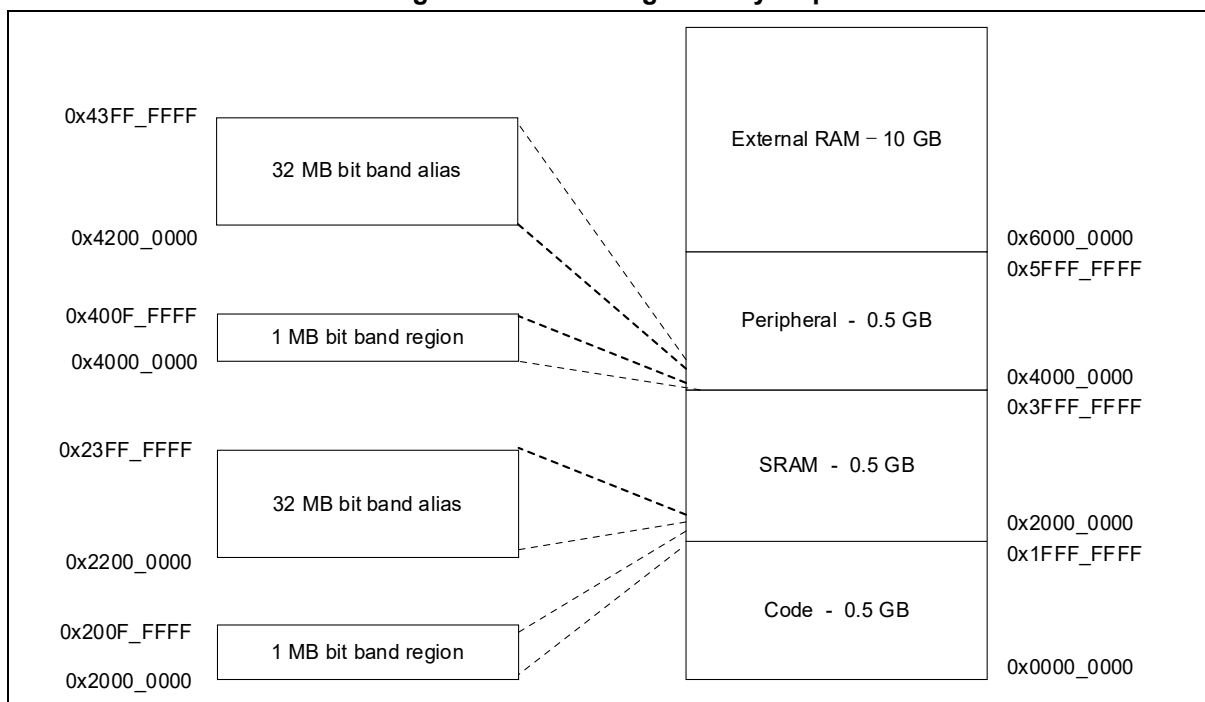 0x43FF_FFFF
32 MB bit band alias
0x4200_0000
0x400F_FFFF
1 MB bit band region
0x4000_0000
0x23FF_FFFF
32 MB bit band alias
0x2200_0000
0x200F_FFFF
1 MB bit band region
0x2000_0000
External RAM – 10 GB
0x6000_0000
0x5FFF_FFFF
Peripheral - 0.5 GB
0x4000_0000
0x3FFF_FFFF
SRAM - 0.5 GB
0x2000_0000
0x1FFF_FFFF
Code - 0.5 GB
0x0000_0000